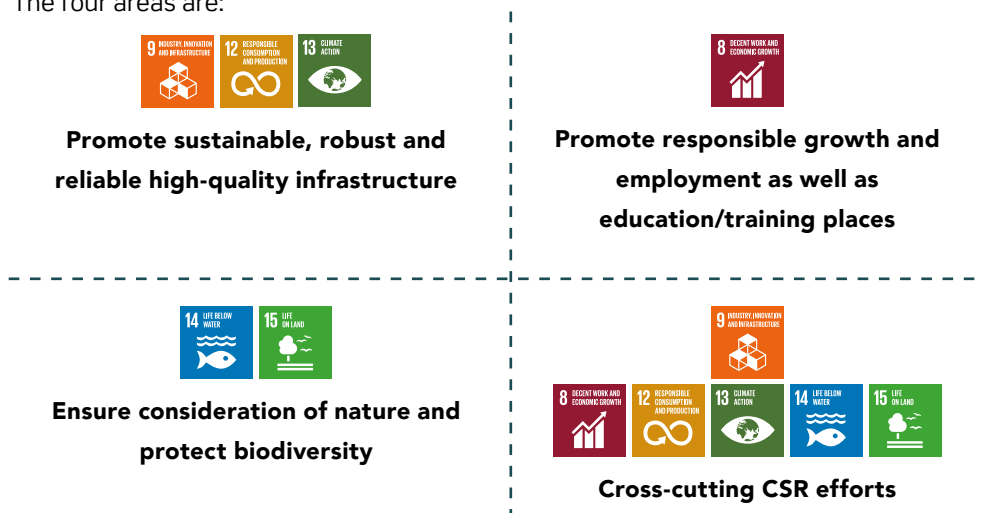 The four areas are:
9 INDUSTRY, INNOVATION
AND INFRASTRUCTURE
12 RESPONSIBLE
CONSUMPTION
AND PRODUCTION
13 CLIMATE
ACTION
Promote sustainable, robust and
reliable high-quality infrastructure
8 DECENT WORK AND
ECONOMIC GROWTH
Promote responsible growth and
employment as well as
education/training places
14 LIFE BELOW
WATER
15 LIFE
ON LAND
Ensure consideration of nature and
protect biodiversity
9 INDUSTRY, INNOVATION
AND INFRASTRUCTURE
8 DECENT WORK AND
ECONOMIC GROWTH
12 RESPONSIBLE
CONSUMPTION
AND PRODUCTION
13 CLIMATE
ACTION
14 LIFE BELOW
WATER
15 LIFE
ON LAND
Cross-cutting CSR efforts